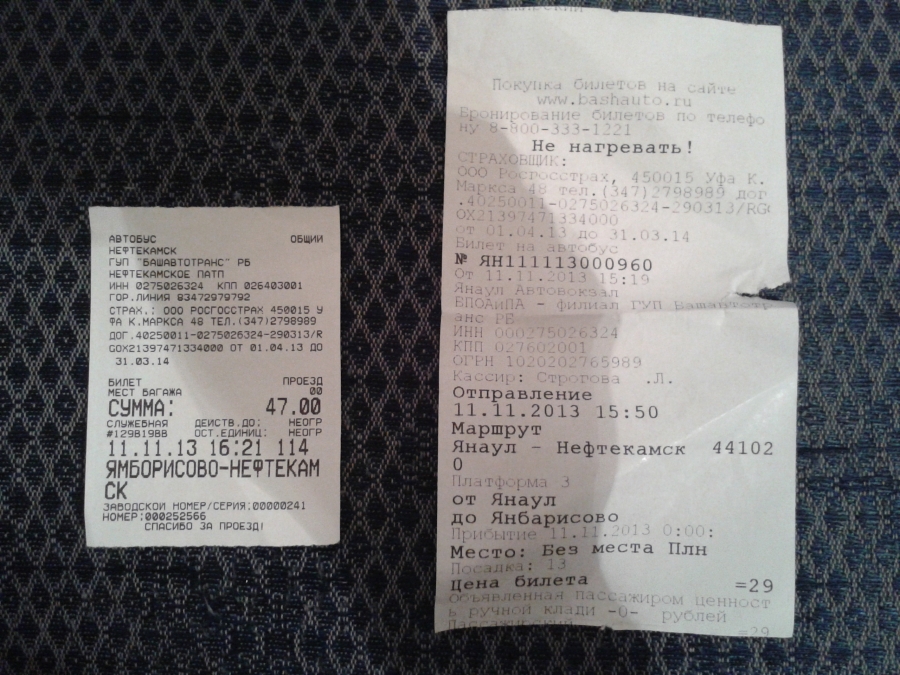 АВТОБУС ОБЩИЙ
НЕФТЕКАМСК
ГУП "БАШАВТОТРАНС" РБ
НЕФТЕКАМСКОЕ ПАТП
ИНН 0275026324 КПП 026403001
ГОР.ЛИНИЯ 83472979792
СТРАХ.: ООО РОСГОССТРАХ 450015 У
ФА К.МАРКСА 48 ТЕЛ.(347)2798989
ДОГ.40250011-0275026324-290313/R
GOX21397471334000 ОТ 01.04.13 ДО
31.03.14
БИЛЕТ ПРОЕЗД
МЕСТ БАГАЖА 00
СУММА: 47.00
СЛУЖЕБНАЯ ДЕЙСТВ.ДО: НЕОГР
#12981988 ОСТ.ЕДИНИЦ: НЕОГР
11.11.13 16:21 114
ЯМБОРИСОВО-НЕФТЕКАМ
СК
ЗАВОДСКОЙ НОМЕР/СЕРИЯ:00000241
НОМЕР:000252566
СПАСИБО ЗА ПРОЕЗД!
Покупка билетов на сайте
www.bashauto.ru
Бронирование билетов по телефо
ну 8-800-333-1221
Не нагревать!
СТРАХОВЩИК:
ООО Росгосстрах, 450015 Уфа К.
Маркса 48 тел.(347)2798989 дог
.40250011-0275026324-290313/RG
OX21397471334000
от 01.04.13 до 31.03.14
Билет на автобус
№ ЯН111113000960
От 11.11.2013 15:19
Янаул Автовокзал
ВПОАиПА - филиал ГУП Башавтотр
анс РБ
ИНН 000275026324
КПП 027602001
ОГРН 1020202765989
Кассир: Строгова .Л.
Отправление
11.11.2013 15:50
Маршрут
Янаул - Нефтекамск 44102
0
Платформа 3
от Янаул
до Янбарисово
Прибытие 11.11.2013 0:00:
Место: Без места Плн
Посадка: 13
Цена билета =29
Объявленная пассажиром ценност
ь ручной клади -0- рублей
Пассажирский =29